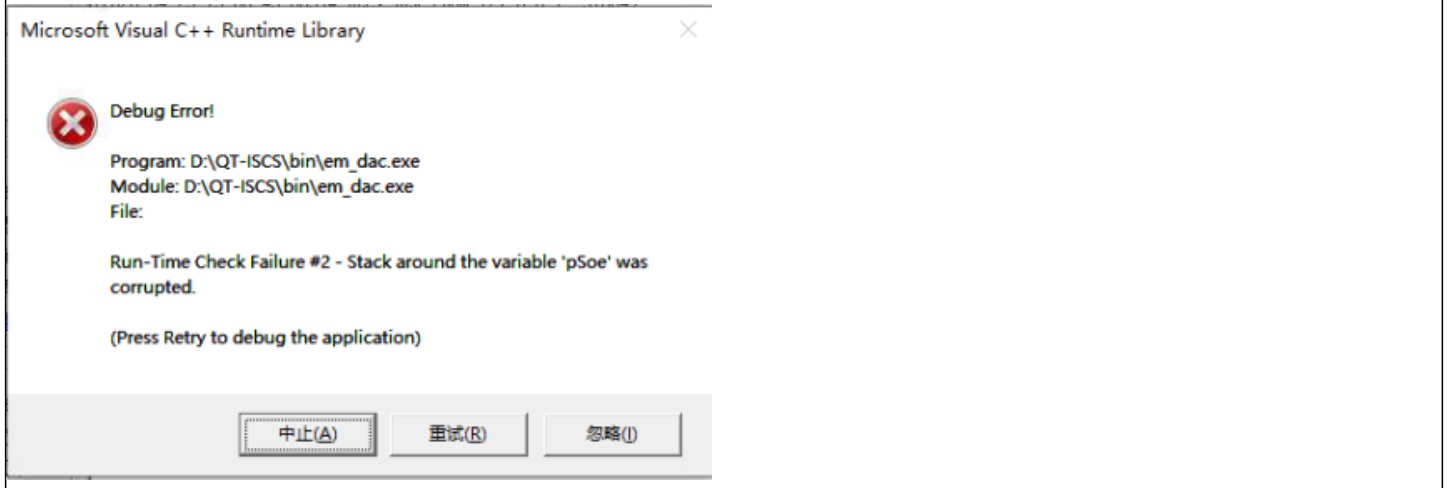 Microsoft Visual C++ Runtime Library
Debug Error!
Program: D:\QT-ISCS\bin\em_dac.exe
Module: D:\QT-ISCS\bin\em_dac.exe
File:
Run-Time Check Failure #2 - Stack around the variable 'pSoe' was
corrupted.
(Press Retry to debug the application)
中止(A) 重试(R) 忽略(I)